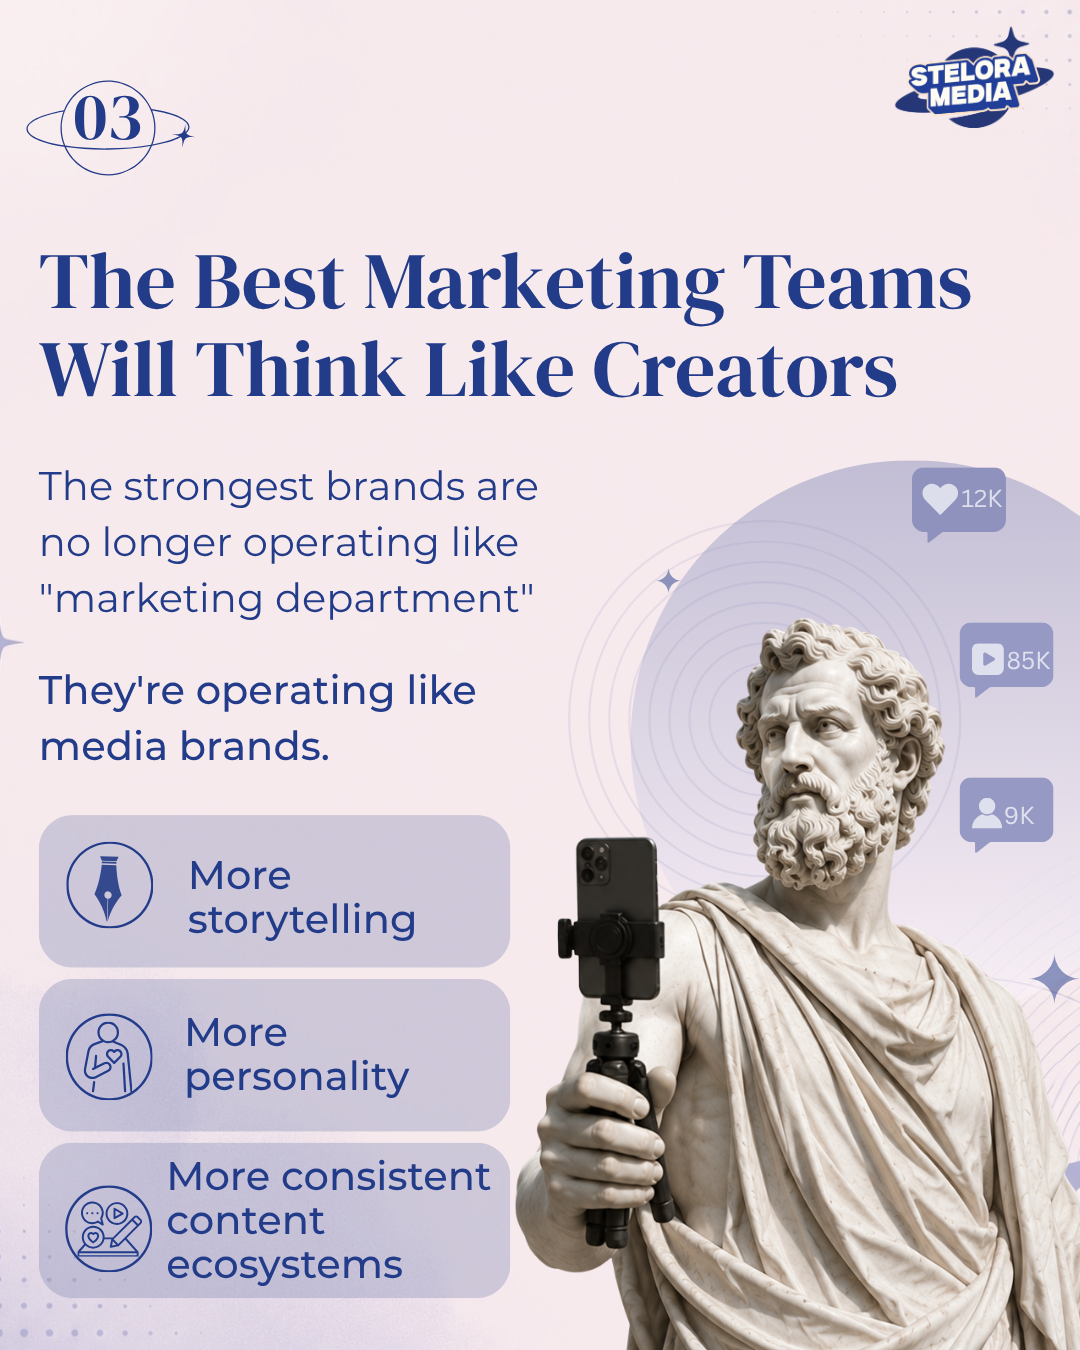 03
STELORA
MEDIA
The Best Marketing Teams
Will Think Like Creators
The strongest brands are
no longer operating like
"marketing department"
They're operating like
media brands.
More
storytelling
More
personality
More consistent
content
ecosystems
12K
85K
9K